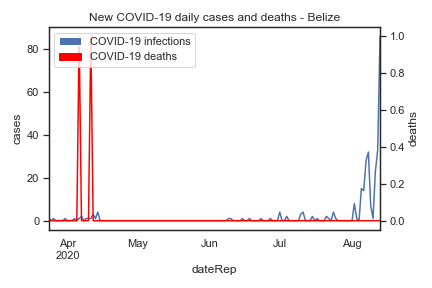 New COVID-19 daily cases and deaths - Belize
COVID-19 infections
COVID-19 deaths
cases
80
60
40
20
0
deaths
1.0
0.8
0.6
0.4
0.2
0.0
Apr
2020
May
Jun
Jul
Aug
dateRep